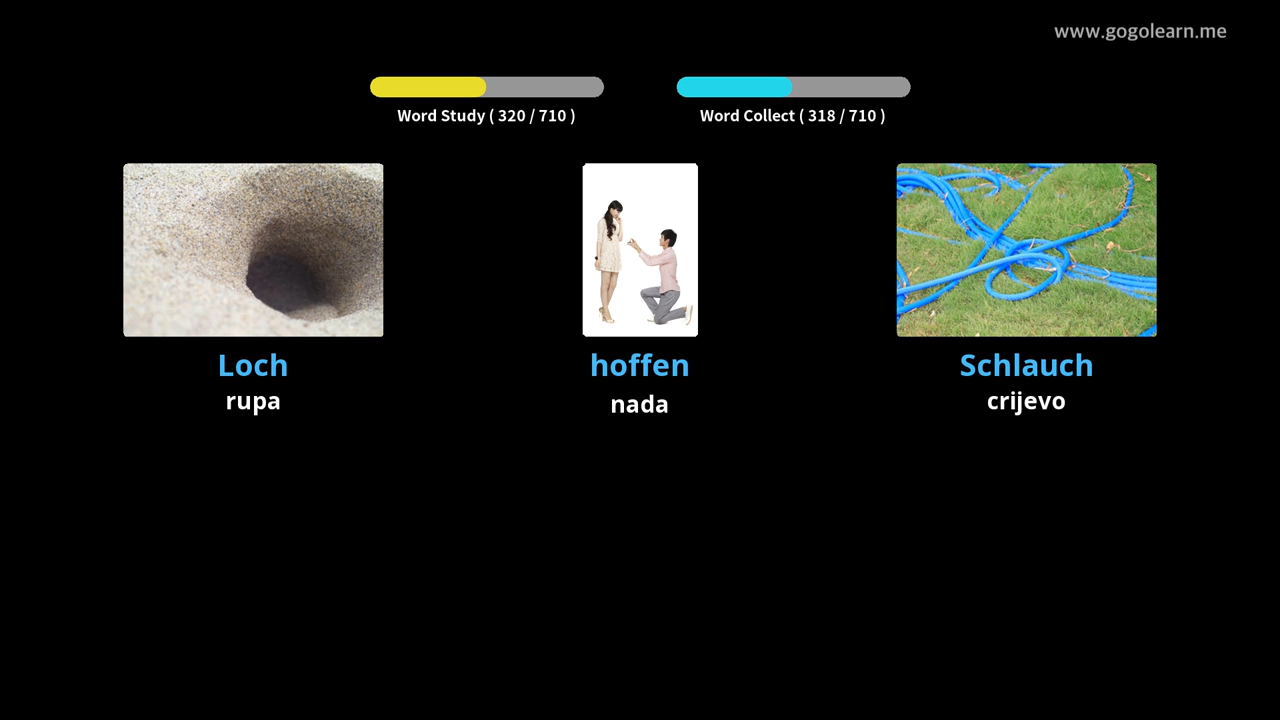 www.gogolearn.me
Word Study ( 320 / 710 )
Word Collect ( 318 / 710 )
Loch
rupa
hoffen
nada
Schlauch
crijevo